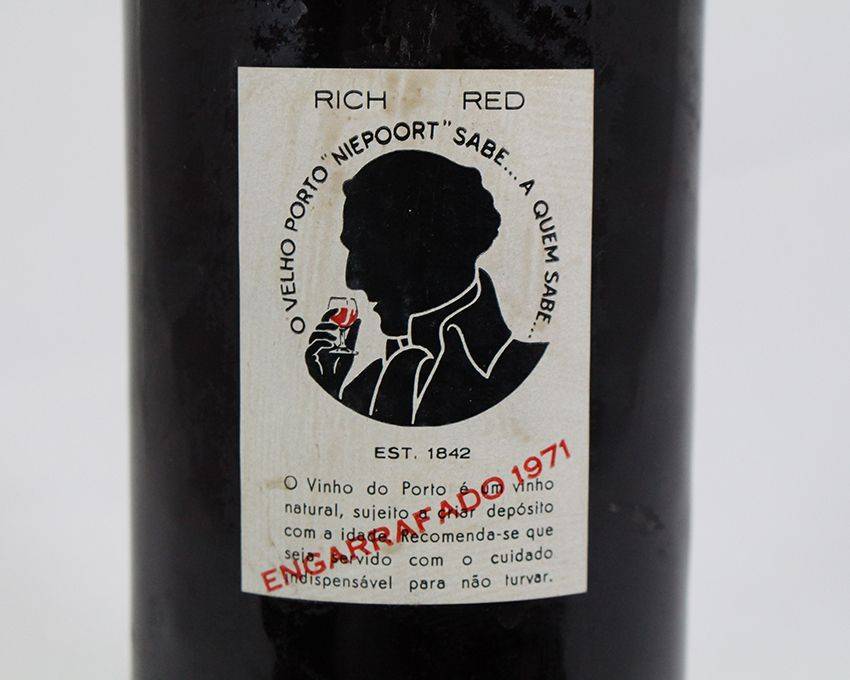 RICH RED
O VELHO PORTO "NIEPOORT" SABE... A QUEM SABE...
EST. 1842
ENGARRAFADO 1971
O Vinho do Porto é um vinho
natural, sujeito a criar depósito
com a idade. Recomenda-se que
seja servido com o cuidado
indispensável para não turvar.